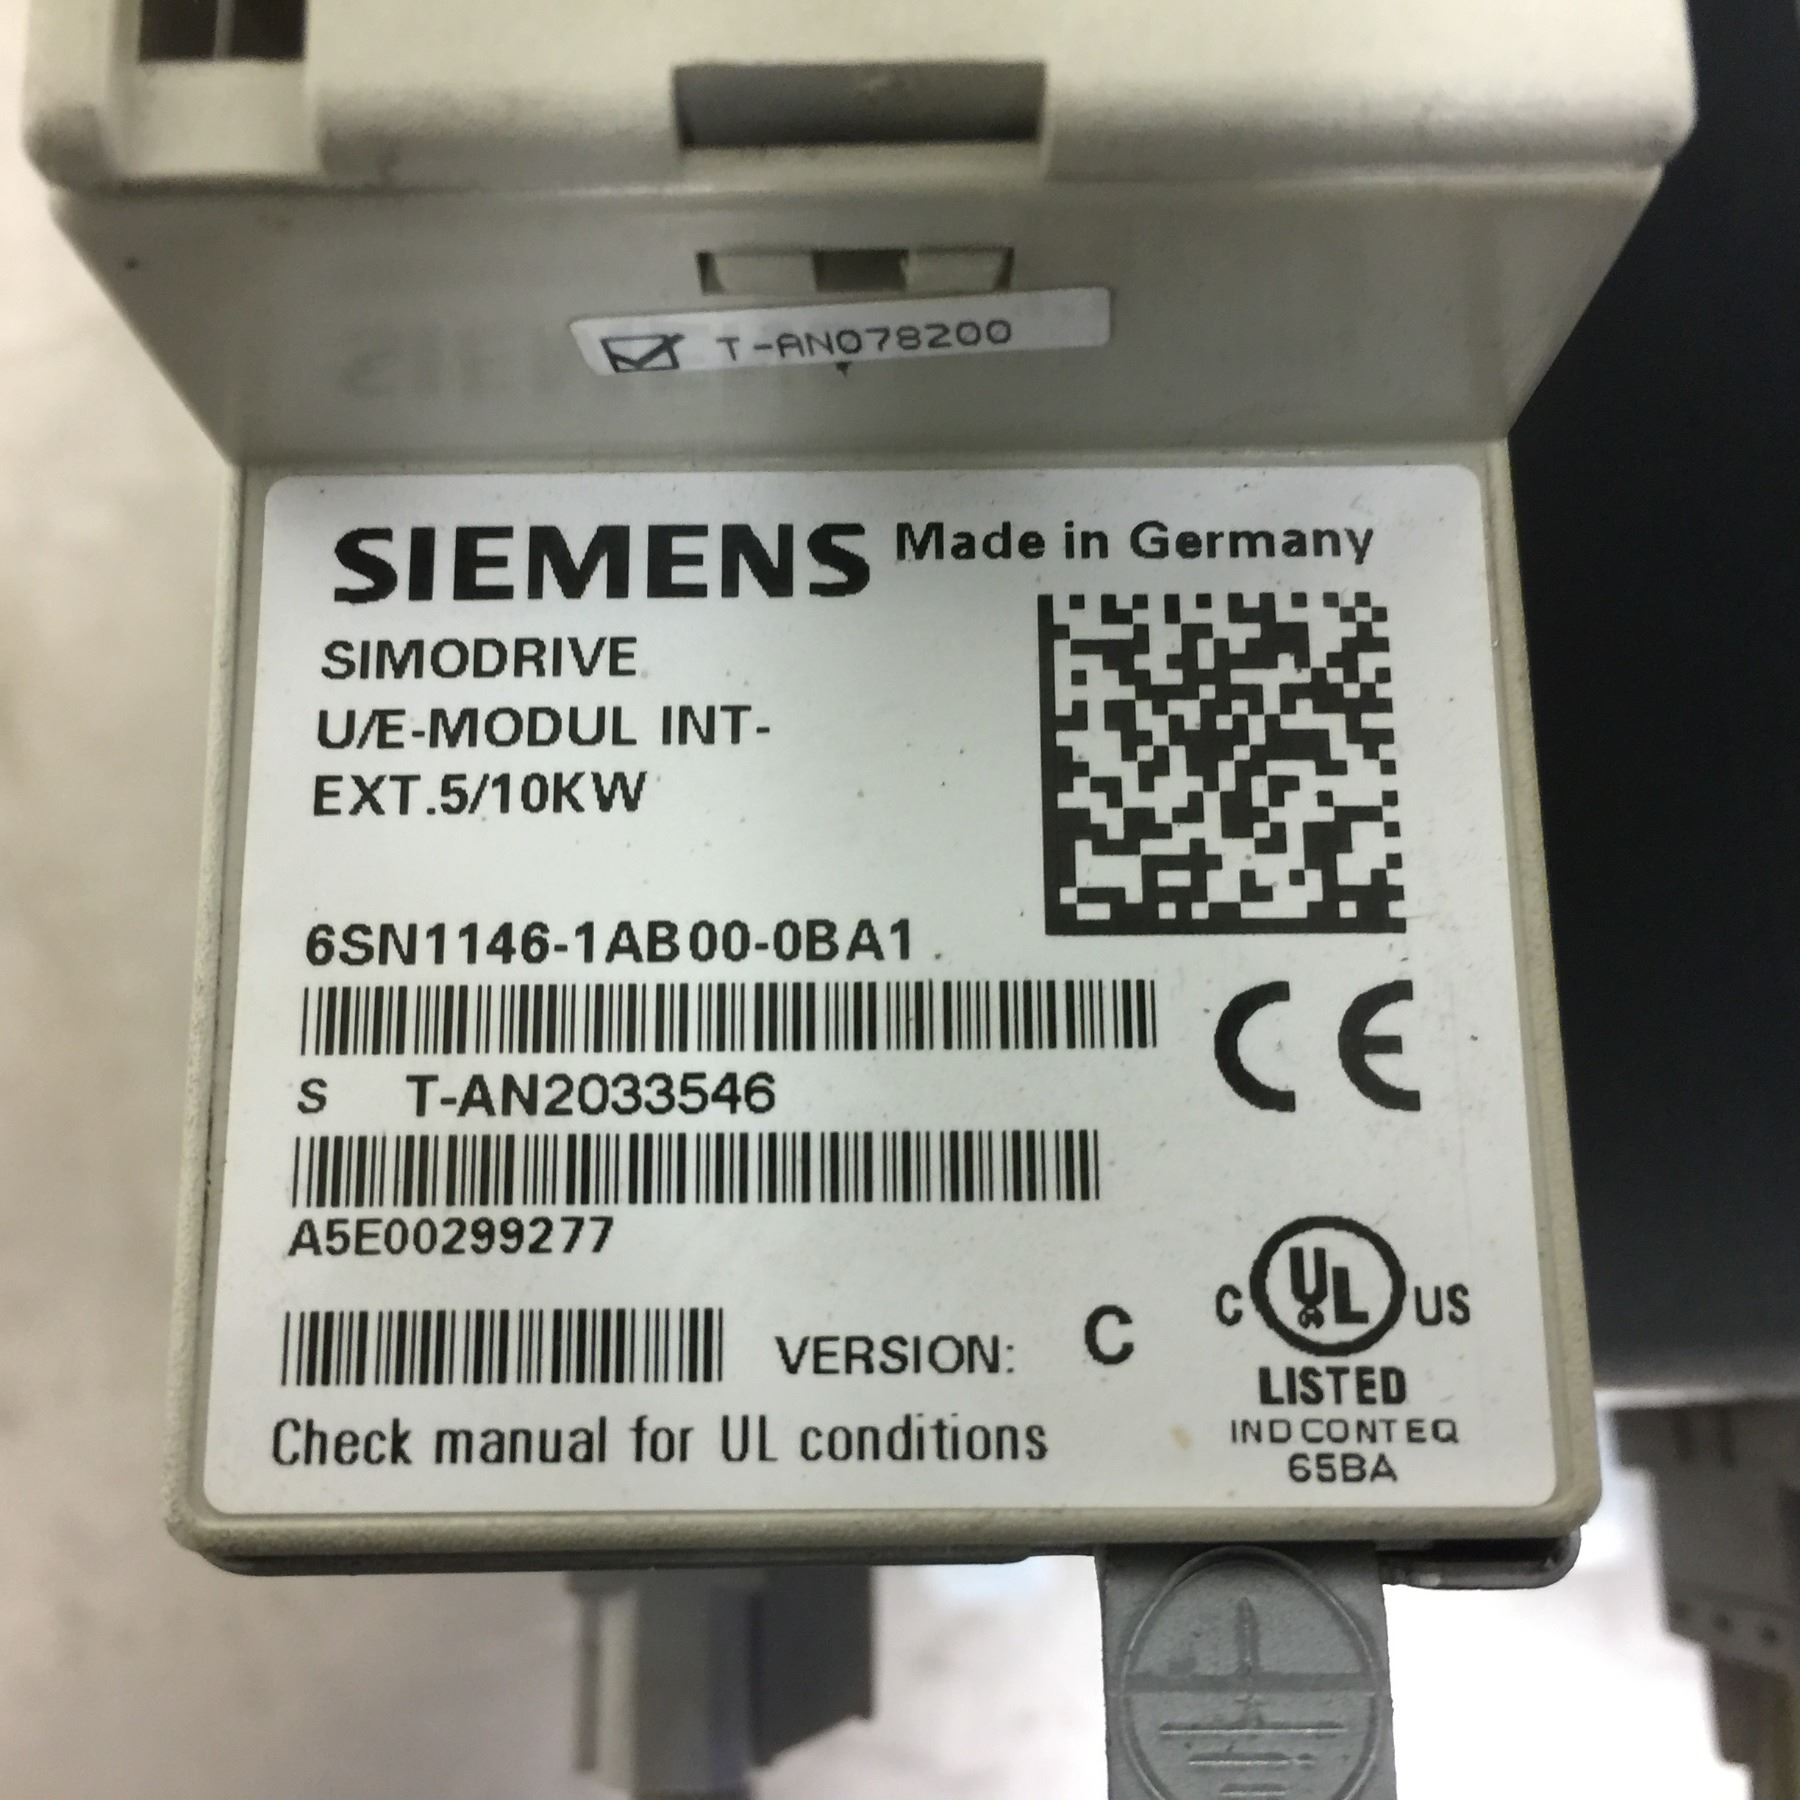 T-AN078200
SIEMENS Made in Germany
SIMODRIVE
U/E-MODUL INT-
EXT.5/10KW
6SN1146-1AB00-0BA1
S T-AN2033546
A5E00299277
VERSION: C
Check manual for UL conditions
CE
C UL US
LISTED
IND CONT EQ
65BA